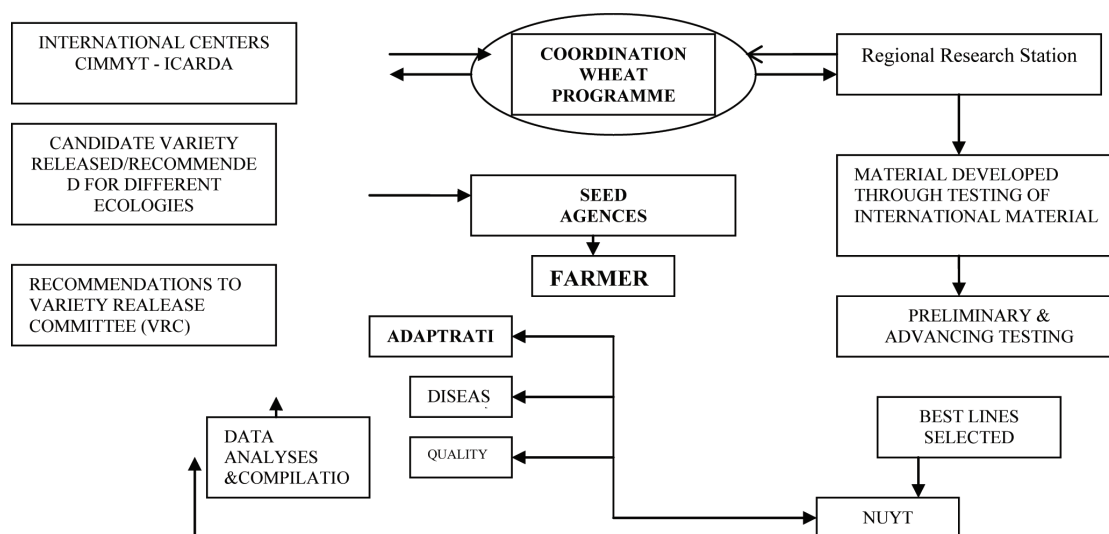 INTERNATIONAL CENTERS
CIMMYT - ICARDA
COORDINATION
WHEAT
PROGRAMME
Regional Research Station
CANDIDATE VARIETY
RELEASED/RECOMMENDE
D FOR DIFFERENT
ECOLOGIES
SEED
AGENCES
MATERIAL DEVELOPED
THROUGH TESTING OF
INTERNATIONAL MATERIAL
FARMER
RECOMMENDATIONS TO
VARIETY REALEASE
COMMITTEE (VRC)
PRELIMINARY &
ADVANCING TESTING
ADAPTRATI
DISEAS
QUALITY
BEST LINES
SELECTED
DATA
ANALYSES
&COMPILATIO
NUYT